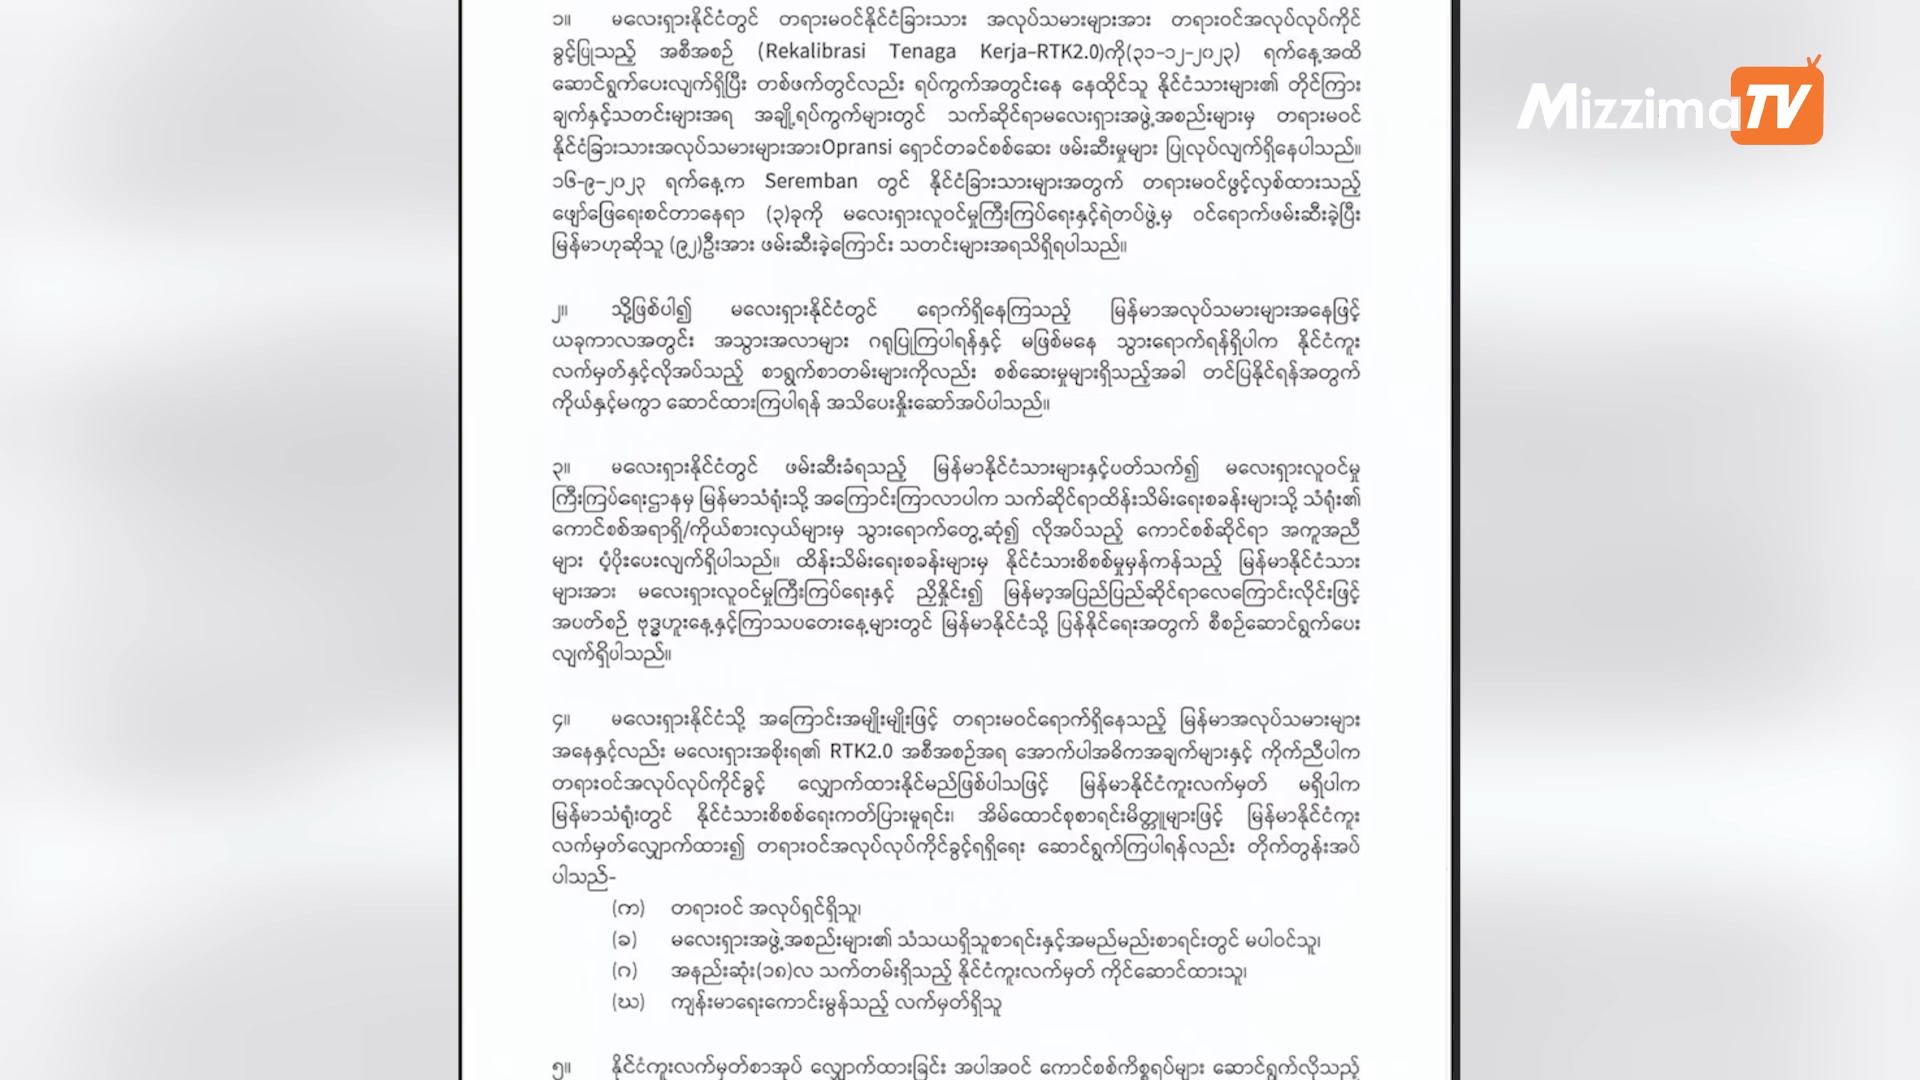 ၁။ မလေးရှားနိုင်ငံတွင် တရားမဝင်နိုင်ငံခြားသား အလုပ်သမားများအား တရားဝင်အလုပ်လုပ်ကိုင်
ခွင့်ပြုသည့် အစီအစဉ် (Rekalibrasi Tenaga Kerja–RTK2.0)ကို(၃၁–၁၂–၂၀၂၃) ရက်နေ့အထိ
ဆောင်ရွက်ပေးလျက်ရှိပြီး တစ်ဖက်တွင်လည်း ရပ်ကွက်အတွင်းနေ နေထိုင်သူ နိုင်ငံသားများ၏ တိုင်ကြား
ချက်နှင့်သတင်းများအရ အချို့ရပ်ကွက်များတွင် သက်ဆိုင်ရာမလေးရှားအဖွဲ့အစည်းများမှ တရားမဝင်
နိုင်ငံခြားသားအလုပ်သမားများအားOpransi ရှောင်တခင်စစ်ဆေး ဖမ်းဆီးမှုများ ပြုလုပ်လျက်ရှိနေပါသည်။
၁၆–၉–၂၀၂၃ ရက်နေ့က Seremban တွင် နိုင်ငံခြားသားများအတွက် တရားမဝင်ဖွင့်လှစ်ထားသည့်
ဖျော်ဖြေရေးစင်တာနေရာ (၃)ခုကို မလေးရှားလူဝင်မှုကြီးကြပ်ရေးနှင့်ရဲတပ်ဖွဲ့မှ ဝင်ရောက်ဖမ်းဆီးခဲ့ပြီး
မြန်မာဟုဆိုသူ (၉၂)ဦးအား ဖမ်းဆီးခဲ့ကြောင်း သတင်းများအရသိရှိရပါသည်။
၂။ သို့ဖြစ်ပါ၍ မလေးရှားနိုင်ငံတွင် ရောက်ရှိနေကြသည့် မြန်မာအလုပ်သမားများအနေဖြင့်
ယခုကာလအတွင်း အသွားအလာများ ဂရုပြုကြပါရန်နှင့် မဖြစ်မနေ သွားရောက်ရန်ရှိပါက နိုင်ငံကူး
လက်မှတ်နှင့်လိုအပ်သည့် စာရွက်စာတမ်းများကိုလည်း စစ်ဆေးမှုများရှိသည့်အခါ တင်ပြနိုင်ရန်အတွက်
ကိုယ်နှင့်မကွာ ဆောင်ထားကြပါရန် အသိပေးနှိုးဆော်အပ်ပါသည်။
၃။ မလေးရှားနိုင်ငံတွင် ဖမ်းဆီးခံရသည့် မြန်မာနိုင်ငံသားများနှင့်ပတ်သက်၍ မလေးရှားလူဝင်မှု
ကြီးကြပ်ရေးဌာနမှ မြန်မာသံရုံးသို့ အကြောင်းကြာလာပါက သက်ဆိုင်ရာထိန်းသိမ်းရေးစခန်းများသို့ သံရုံး၏
ကောင်စစ်အရာရှိ/ကိုယ်စားလှယ်များမှ သွားရောက်တွေ့ဆုံ၍ လိုအပ်သည့် ကောင်စစ်ဆိုင်ရာ အကူအညီ
များ ပံ့ပိုးပေးလျက်ရှိပါသည်။ ထိန်းသိမ်းရေးစခန်းများမှ နိုင်ငံသားစိစစ်မှုမှန်ကန်သည့် မြန်မာနိုင်ငံသား
များအား မလေးရှားလူဝင်မှုကြီးကြပ်ရေးနှင့် ညှိနှိုင်း၍ မြန်မာ့အပြည်ပြည်ဆိုင်ရာလေကြောင်းလိုင်းဖြင့်
အပတ်စဉ် ဗုဒ္ဓဟူးနေ့နှင့်ကြာသပတေးနေ့များတွင် မြန်မာနိုင်ငံသို့ ပြန်နိုင်ရေးအတွက် စီစဉ်ဆောင်ရွက်ပေး
လျက်ရှိပါသည်။
၄။ မလေးရှားနိုင်ငံသို့ အကြောင်းအမျိုးမျိုးဖြင့် တရားမဝင်ရောက်ရှိနေသည့် မြန်မာအလုပ်သမားများ
အနေနှင့်လည်း မလေးရှားအစိုးရ၏ RTK2.0 အစီအစဉ်အရ အောက်ပါအဓိကအချက်များနှင့် ကိုက်ညီပါက
တရားဝင်အလုပ်လုပ်ကိုင်ခွင့် လျှောက်ထားနိုင်မည်ဖြစ်ပါသဖြင့် မြန်မာနိုင်ငံကူးလက်မှတ် မရှိပါက
မြန်မာသံရုံးတွင် နိုင်ငံသားစိစစ်ရေးကတ်ပြားမူရင်း၊ အိမ်ထောင်စုစာရင်းမိတ္တူများဖြင့် မြန်မာနိုင်ငံကူး
လက်မှတ်လျှောက်ထား၍ တရားဝင်အလုပ်လုပ်ကိုင်ခွင့်ရရှိရေး ဆောင်ရွက်ကြပါရန်လည်း တိုက်တွန်းအပ်
ပါသည်–
(က) တရားဝင် အလုပ်ရှင်ရှိသူ၊
(ခ) မလေးရှားအဖွဲ့အစည်းများ၏ သံသယရှိသူစာရင်းနှင့်အမည်မည်းစာရင်းတွင် မပါဝင်သူ၊
(ဂ) အနည်းဆုံး(၁၈)လ သက်တမ်းရှိသည့် နိုင်ငံကူးလက်မှတ် ကိုင်ဆောင်ထားသူ၊
(ဃ) ကျန်းမာရေးကောင်းမွန်သည့် လက်မှတ်ရှိသူ
၅။ နိုင်ငံကူးလက်မှတ်စာအုပ် လျှောက်ထားခြင်း အပါအဝင် ကောင်စစ်ကိစ္စရပ်များ ဆောင်ရွက်လိုသည့်
Mizzima TV